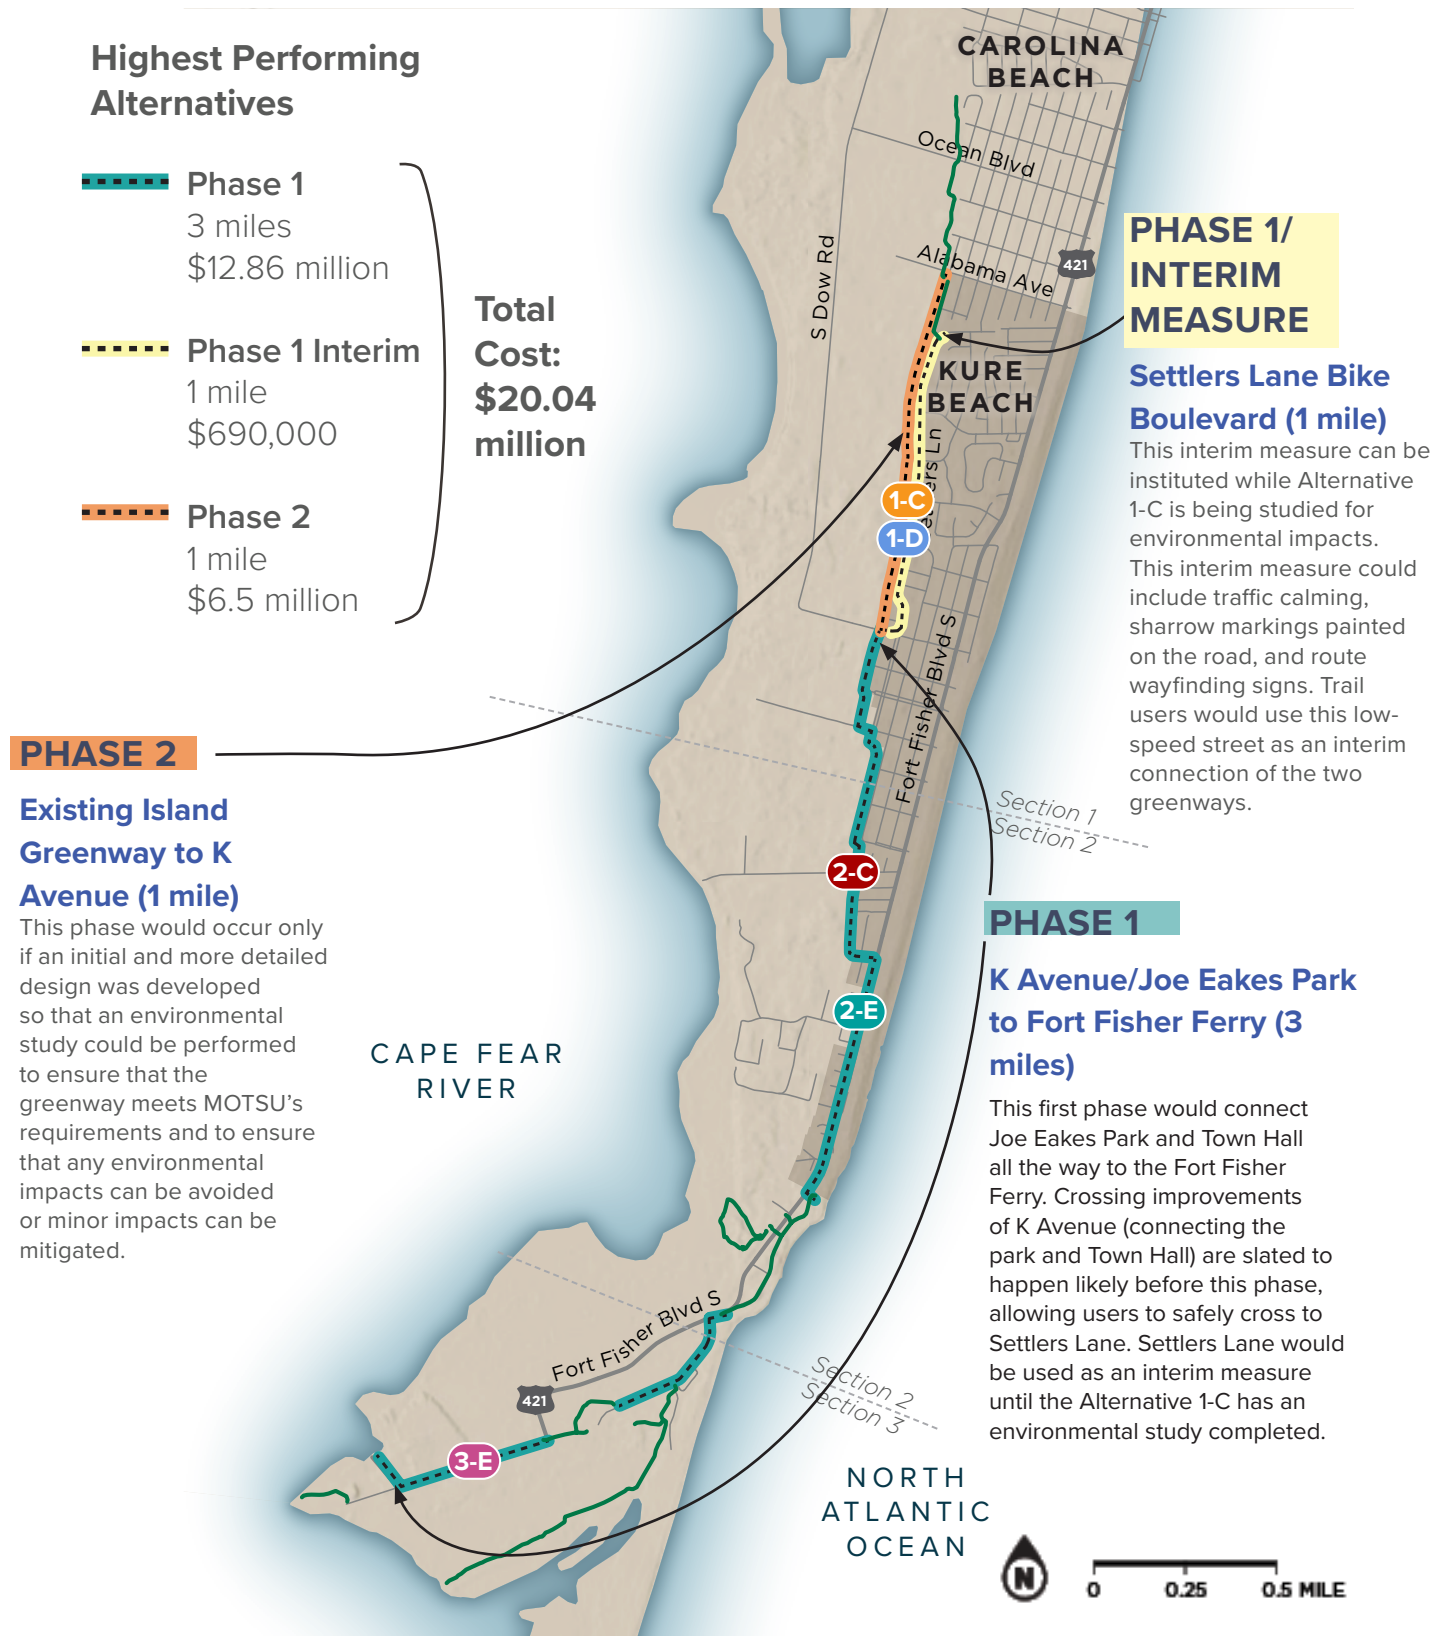 Highest Performing
Alternatives
Phase 1
3 miles
$12.86 million
Phase 1 Interim
1 mile
$690,000
Phase 2
1 mile
$6.5 million
Total
Cost:
$20.04
million
CAROLINA
BEACH
Ocean Blvd
S Dow Rd
Alabama Ave
421
KURE
BEACH
1-C
1-D
Fort Fisher Blvd S
PHASE 1/
INTERIM
MEASURE
Settlers Lane Bike
Boulevard (1 mile)
This interim measure can be
instituted while Alternative
1-C is being studied for
environmental impacts.
This interim measure could
include traffic calming,
sharrow markings painted
on the road, and route
wayfinding signs. Trail
users would use this low-
speed street as an interim
connection of the two
greenways.
PHASE 2
Existing Island
Greenway to K
Avenue (1 mile)
This phase would occur only
if an initial and more detailed
design was developed
so that an environmental
study could be performed
to ensure that the
greenway meets MOTSU's
requirements and to ensure
that any environmental
impacts can be avoided
or minor impacts can be
mitigated.
Section 1
Section 2
2-C
2-E
CAPE FEAR
RIVER
PHASE 1
K Avenue/Joe Eakes Park
to Fort Fisher Ferry (3
miles)
This first phase would connect
Joe Eakes Park and Town Hall
all the way to the Fort Fisher
Ferry. Crossing improvements
of K Avenue (connecting the
park and Town Hall) are slated to
happen likely before this phase,
allowing users to safely cross to
Settlers Lane. Settlers Lane would
be used as an interim measure
until the Alternative 1-C has an
environmental study completed.
Fort Fisher Blvd S
421
Section 2
Section 3
3-E
NORTH
ATLANTIC
OCEAN
N
0 0.25 0.5 MILE